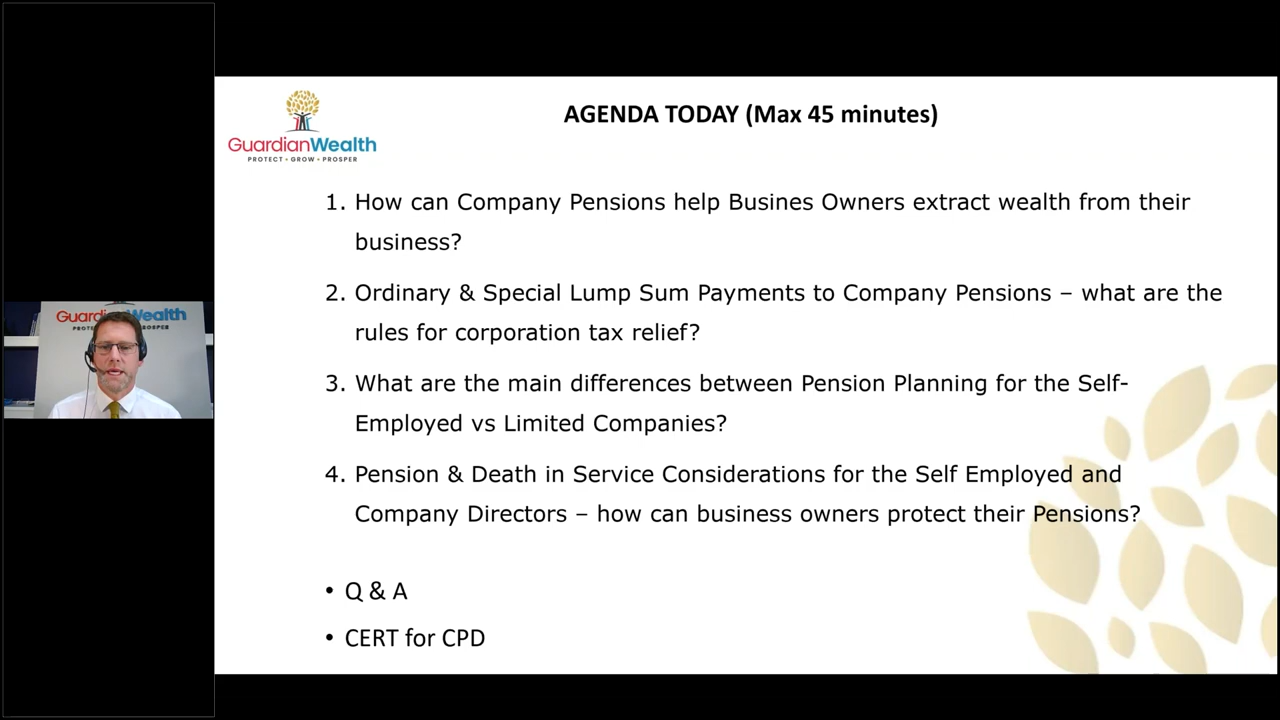 AGENDA TODAY (Max 45 minutes)
GuardianWealth
PROTECT • GROW • PROSPER
1. How can Company Pensions help Busines Owners extract wealth from their
business?
2. Ordinary & Special Lump Sum Payments to Company Pensions – what are the
rules for corporation tax relief?
3. What are the main differences between Pension Planning for the Self-
Employed vs Limited Companies?
4. Pension & Death in Service Considerations for the Self Employed and
Company Directors – how can business owners protect their Pensions?
• Q & A
• CERT for CPD